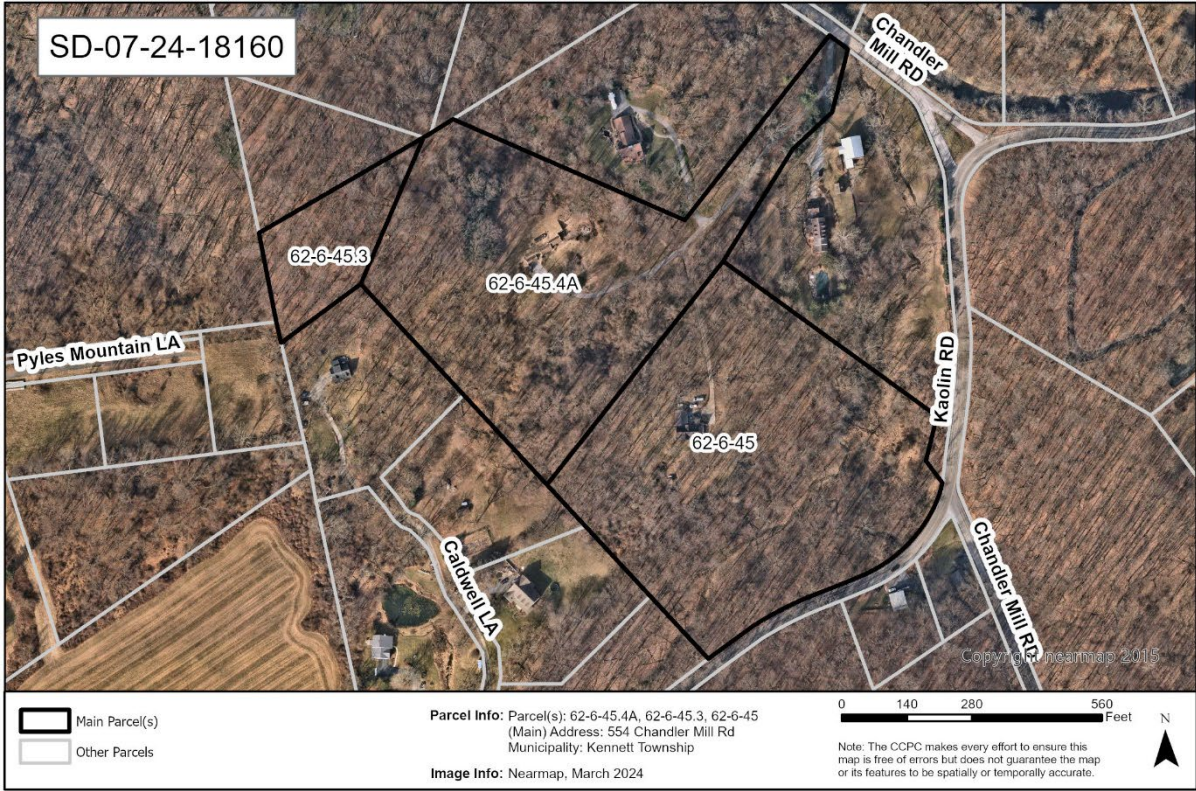 SD-07-24-18160
Chandler
Mill RD
62-6-45.3
62-6-45.4A
Pyles Mountain LA
Kaolin RD
62-6-45
Caldwell LA
Chandler Mill RD
Copyright nearmap 2015
Main Parcel(s)
Other Parcels
Parcel Info: Parcel(s): 62-6-45.4A, 62-6-45.3, 62-6-45
(Main) Address: 554 Chandler Mill Rd
Municipality: Kennett Township
Image Info: Nearmap, March 2024
0 140 280 560
Feet
N
Note: The CCPC makes every effort to ensure this
map is free of errors but does not guarantee the map
or its features to be spatially or temporally accurate.